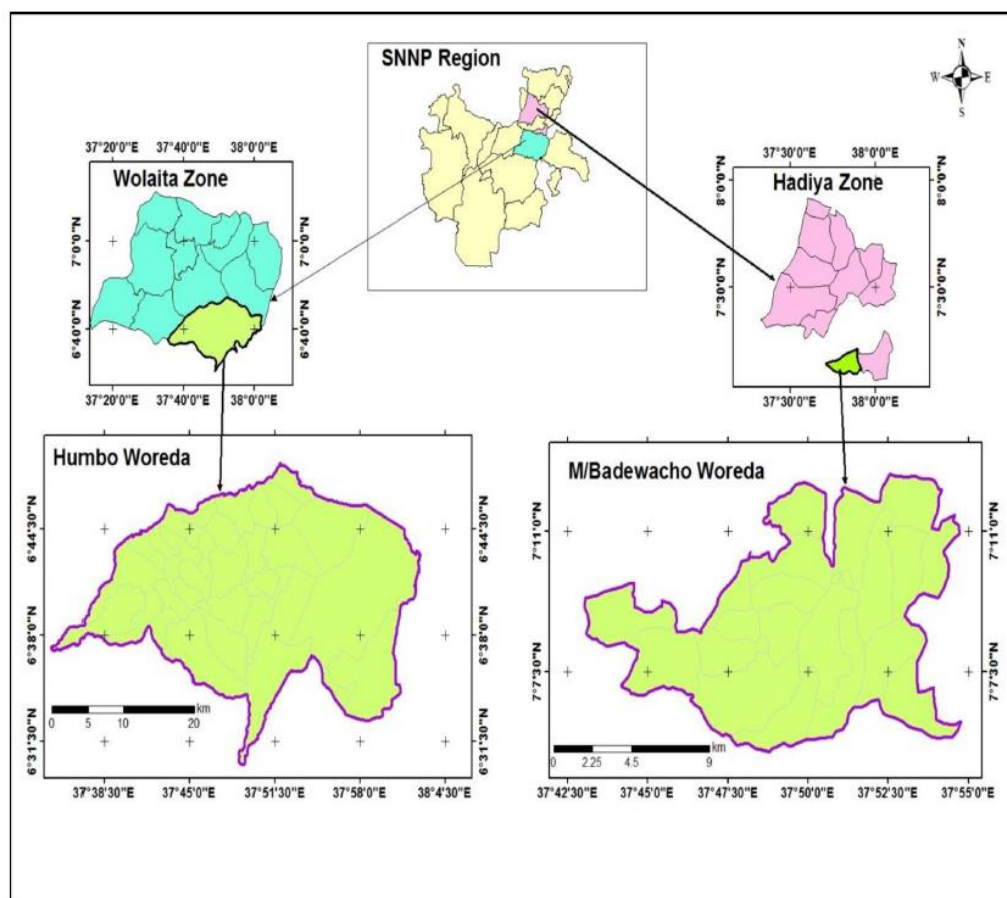 SNNP Region
N
W E
S
Wolaita Zone
37°20'0"E 37°40'0"E 38°0'0"E
7°0'0"N
6°40'0"N
7°0'0"N
6°40'0"N
37°20'0"E 37°40'0"E 38°0'0"E
Hadiya Zone
37°30'0"E 38°0'0"E
8°0'0"N
7°30'0"N
8°0'0"N
7°30'0"N
37°30'0"E 38°0'0"E
Humbo Woreda
6°44'30"N
6°38'0"N
6°31'30"N
6°44'30"N
6°38'0"N
6°31'30"N
km
0 5 10 20
37°38'30"E 37°45'0"E 37°51'30"E 37°58'0"E 38°4'30"E
M/Badewacho Woreda
7°11'0"N
7°7'30"N
7°11'0"N
7°7'30"N
km
0 2.25 4.5 9
37°42'30"E 37°45'0"E 37°47'30"E 37°50'0"E 37°52'30"E 37°55'0"E